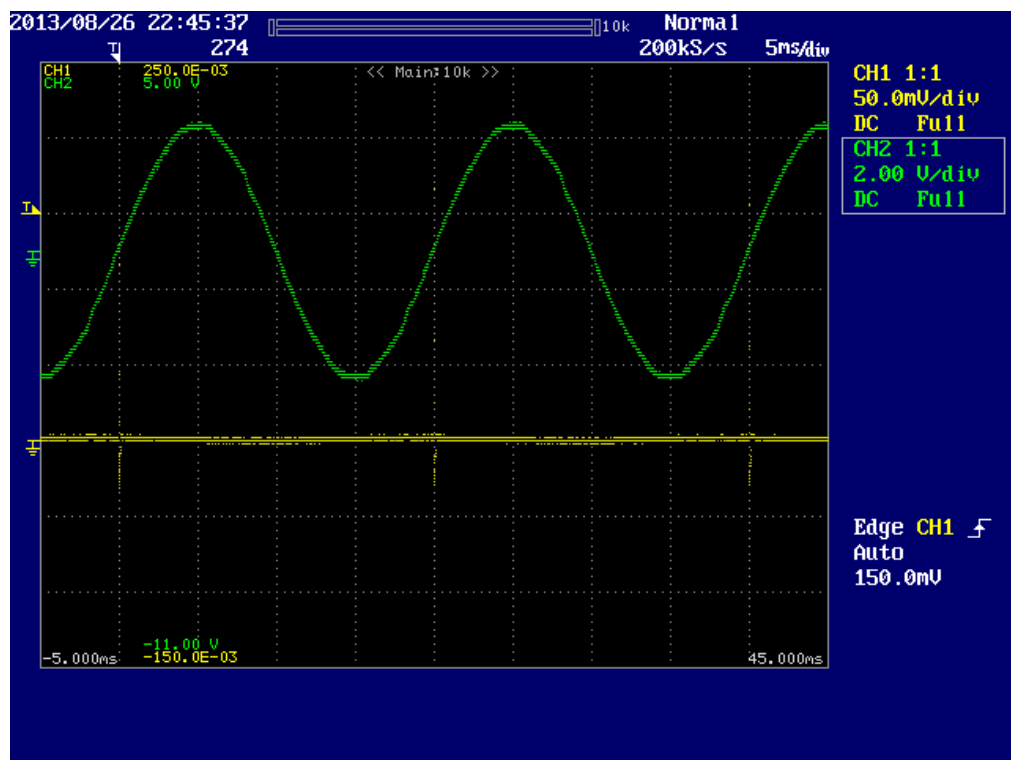 2013/08/26 22:45:37 10k Normal
T 274 200kS/s 5ms/div
CH1 250.0E-03 << Main:10k >>
CH2 5.00 V
CH1 1:1
50.0mV/div
DC Full
CH2 1:1
2.00 V/div
DC Full
T
Edge CH1
Auto
150.0mV
-11.00 V
-5.000ms -150.0E-03 45.000ms